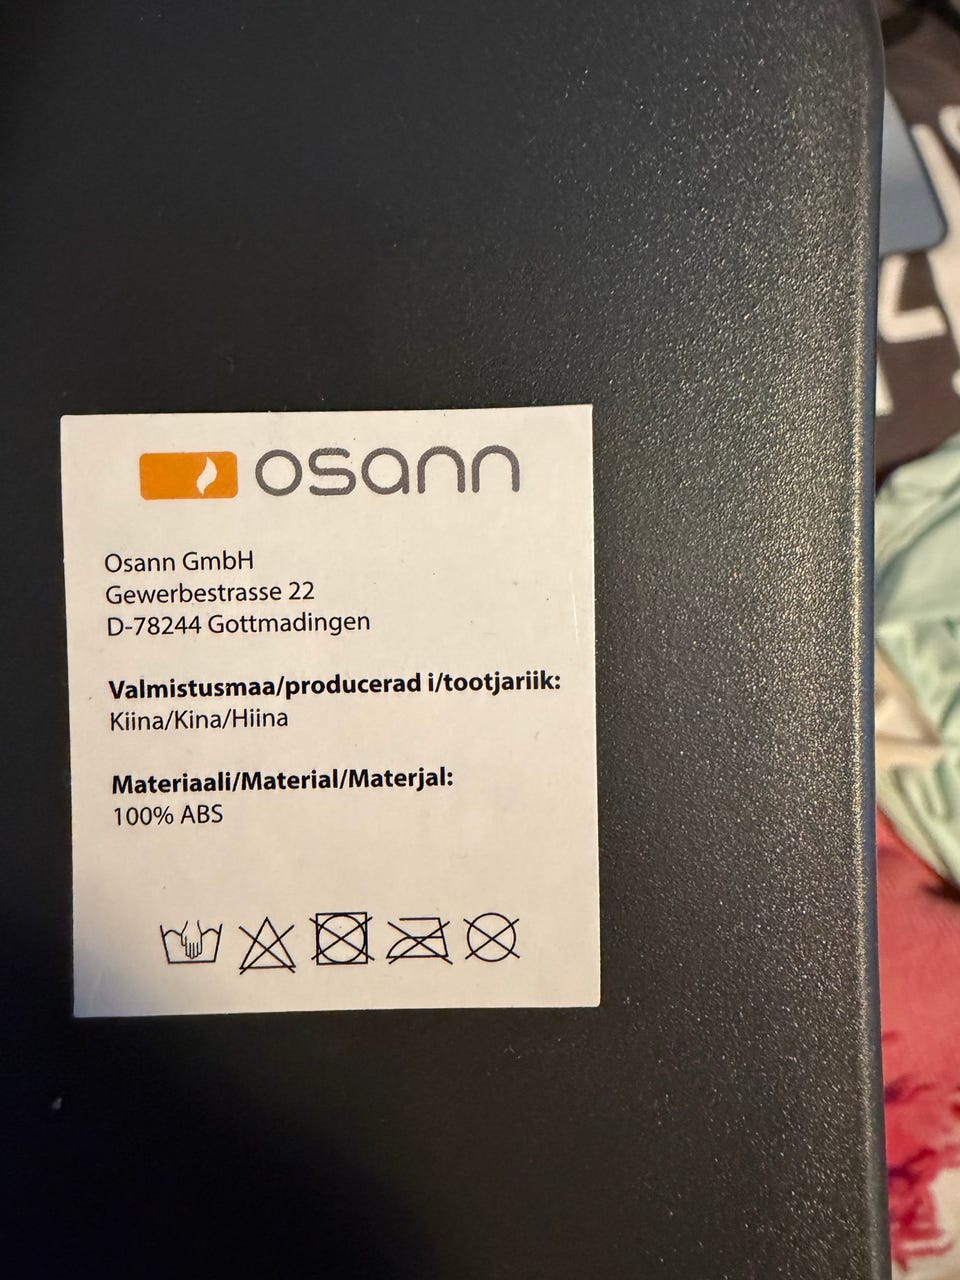 osann
Osann GmbH
Gewerbestrasse 22
D-78244 Gottmadingen
Valmistusmaa/producerad i/tootjariik:
Kiina/Kina/Hiina
Materiaali/Material/Materjal:
100% ABS